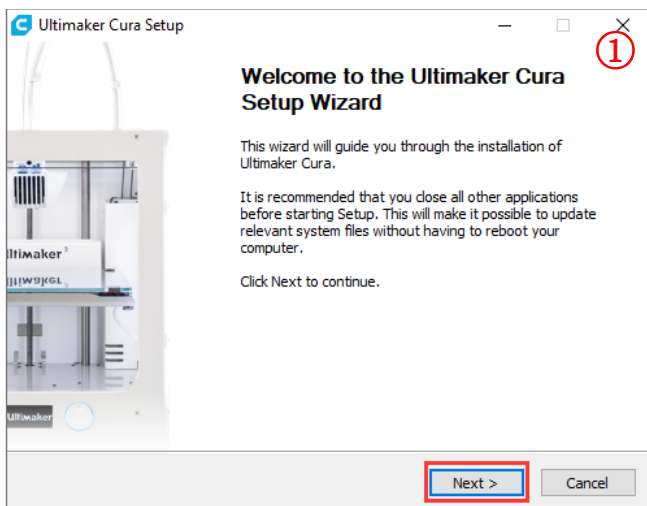 Ultimaker Cura Setup
①
Welcome to the Ultimaker Cura
Setup Wizard
This wizard will guide you through the installation of
Ultimaker Cura.
It is recommended that you close all other applications
before starting Setup. This will make it possible to update
relevant system files without having to reboot your
computer.
Click Next to continue.
ltimaker³
Ultimaker
Next >
Cancel